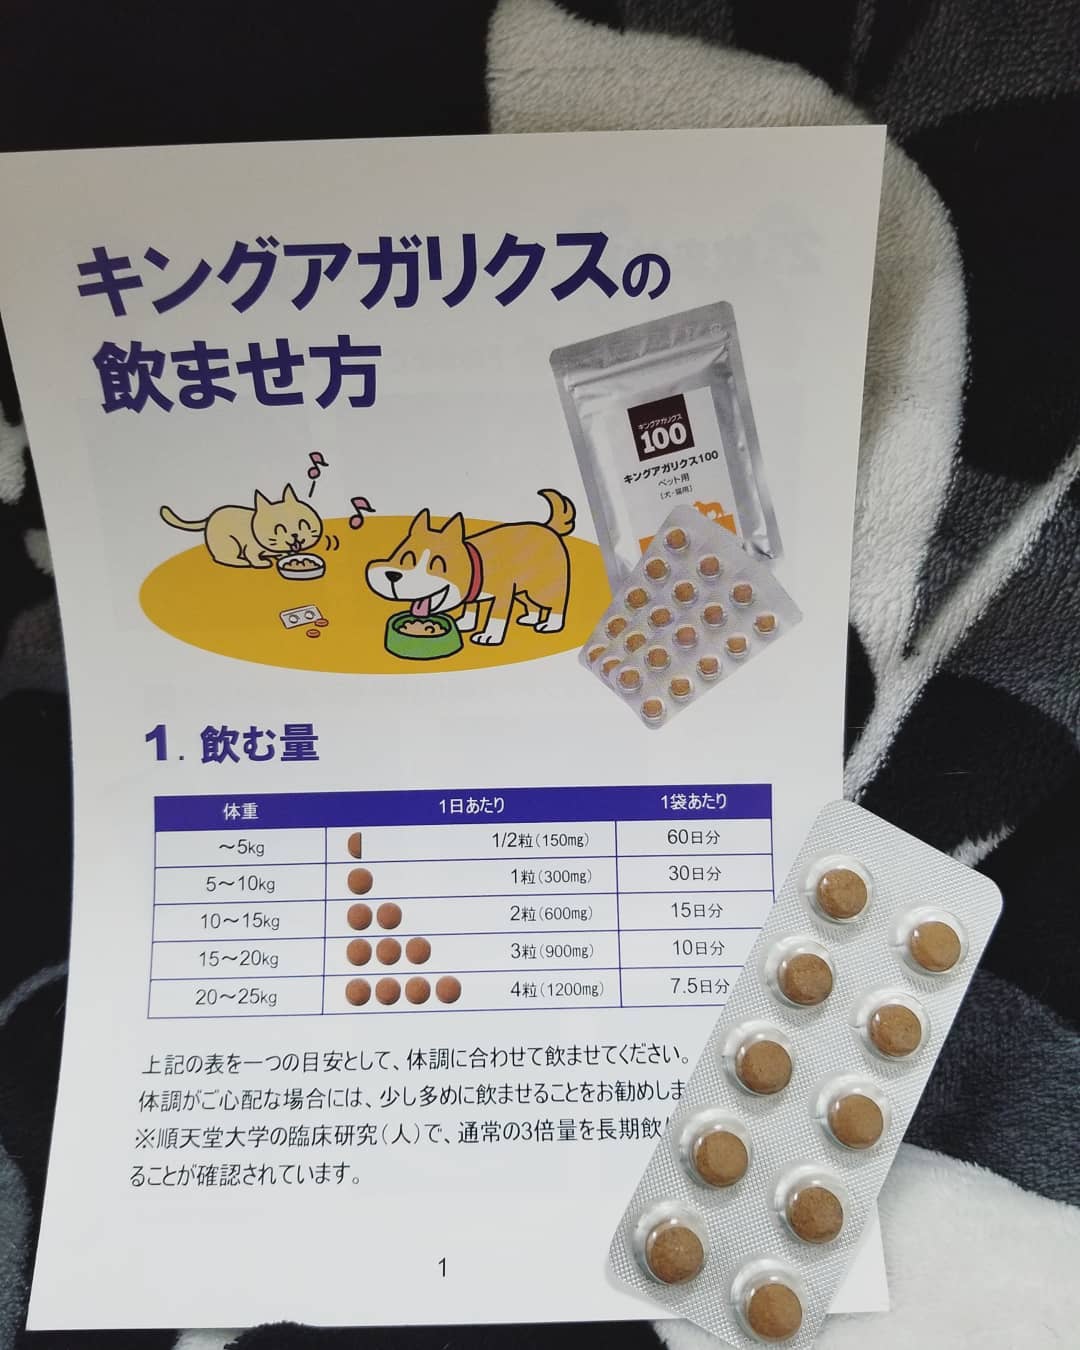 キングアガリクスの
飲ませ方
キングアガリクス
100
キングアガリクス100
ペット用
[犬・猫用]
1. 飲む量
体重 1日あたり 1袋あたり
～5kg 1/2粒(150mg) 60日分
5～10kg 1粒(300mg) 30日分
10～15kg 2粒(600mg) 15日分
15～20kg 3粒(900mg) 10日分
20～25kg 4粒(1200mg) 7.5日分
上記の表を一つの目安として、体調に合わせて飲ませてください。
体調がご心配な場合には、少し多めに飲ませることをお勧めしま
※順天堂大学の臨床研究(人)で、通常の3倍量を長期飲
ることが確認されています。
1